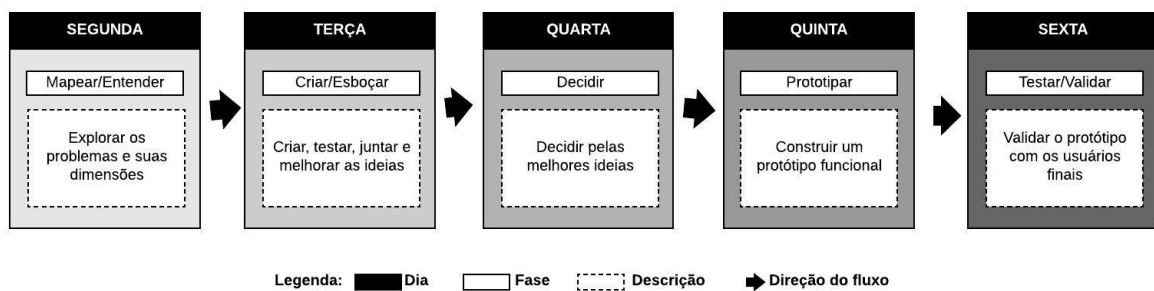 SEGUNDA
Mapear/Entender
Explorar os
problemas e suas
dimensões
TERÇA
Criar/Esboçar
Criar, testar, juntar e
melhorar as ideias
QUARTA
Decidir
Decidir pelas
melhores ideias
QUINTA
Prototipar
Construir um
protótipo funcional
SEXTA
Testar/Validar
Validar o protótipo
com os usuários
finais
Legenda: Dia Fase Descrição Direção do fluxo